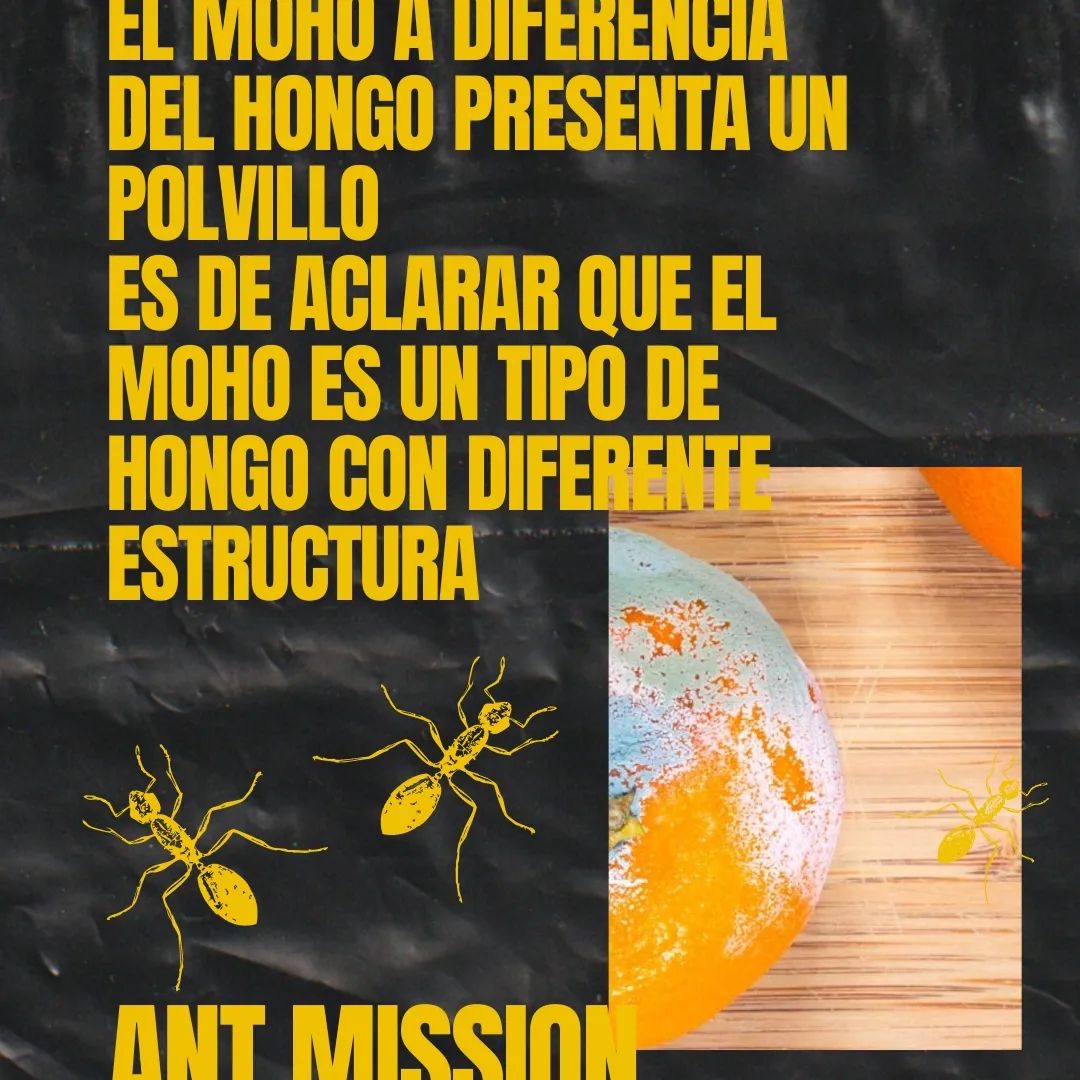 EL MOHO A DIFERENCIA
DEL HONGO PRESENTA UN
POLVILLO
ES DE ACLARAR QUE EL
MOHO ES UN TIPO DE
HONGO CON DIFERENTE
ESTRUCTURA
ANT MISSION